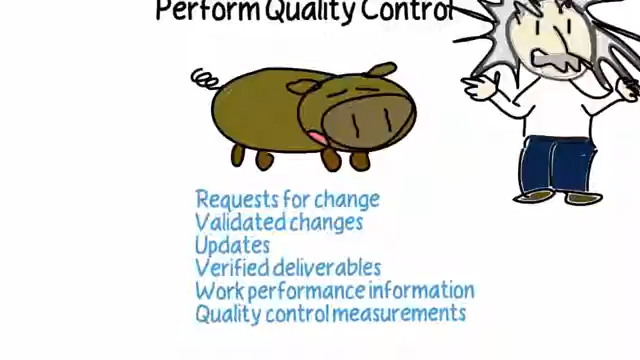 Perform Quality Control
Requests for change
Validated changes
Updates
Verified deliverables
Work performance information
Quality control measurements